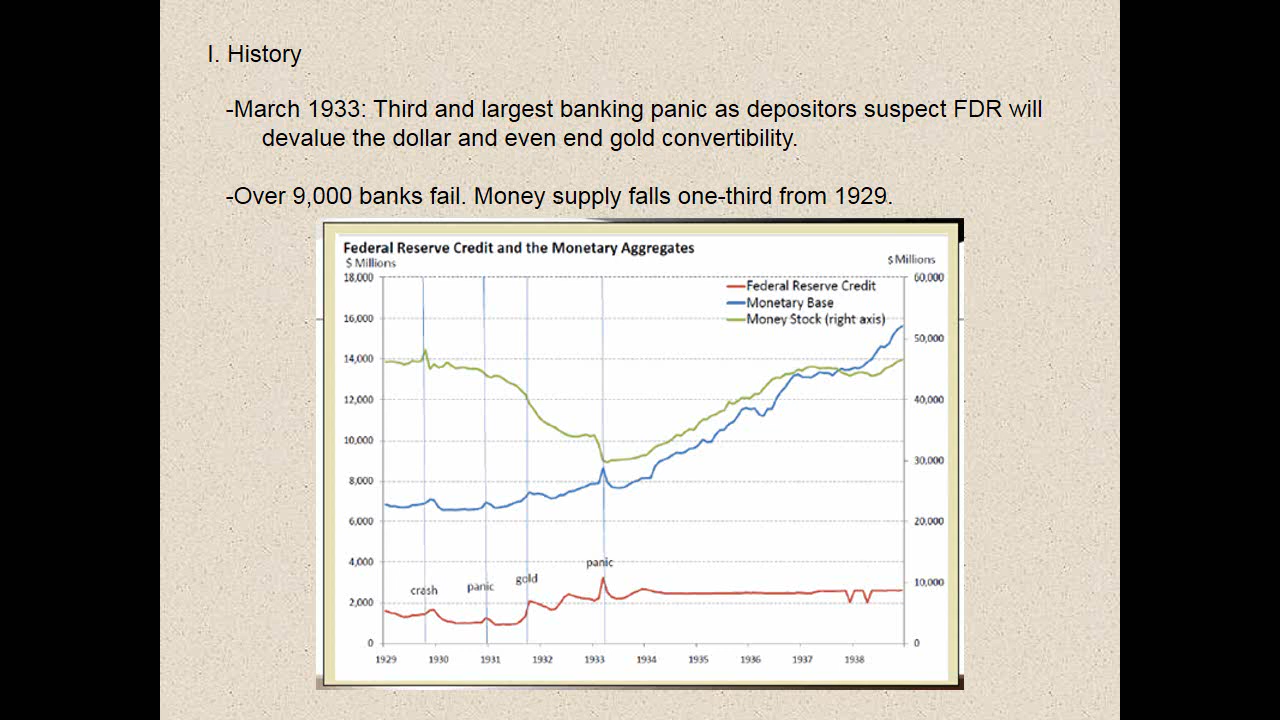 I. History
-March 1933: Third and largest banking panic as depositors suspect FDR will
devalue the dollar and even end gold convertibility.
-Over 9,000 banks fail. Money supply falls one-third from 1929.
Federal Reserve Credit and the Monetary Aggregates
$ Millions
$ Millions
18,000
16,000
14,000
12,000
10,000
8,000
6,000
4,000
2,000
0
Federal Reserve Credit
Monetary Base
Money Stock (right axis)
60,000
50,000
40,000
30,000
20,000
10,000
0
crash
panic
gold
panic
1929 1930 1931 1932 1933 1934 1935 1936 1937 1938